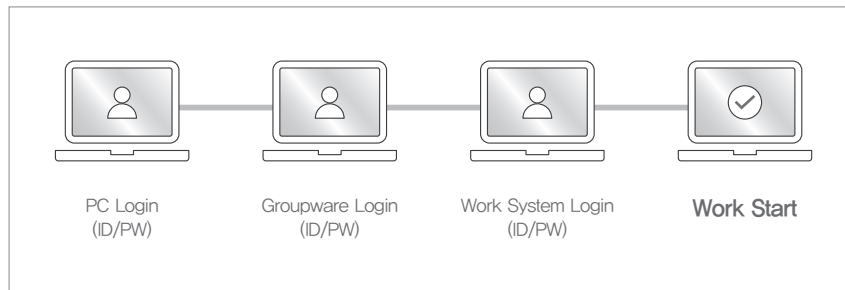 PC Login
(ID/PW)
Groupware Login
(ID/PW)
Work System Login
(ID/PW)
Work Start